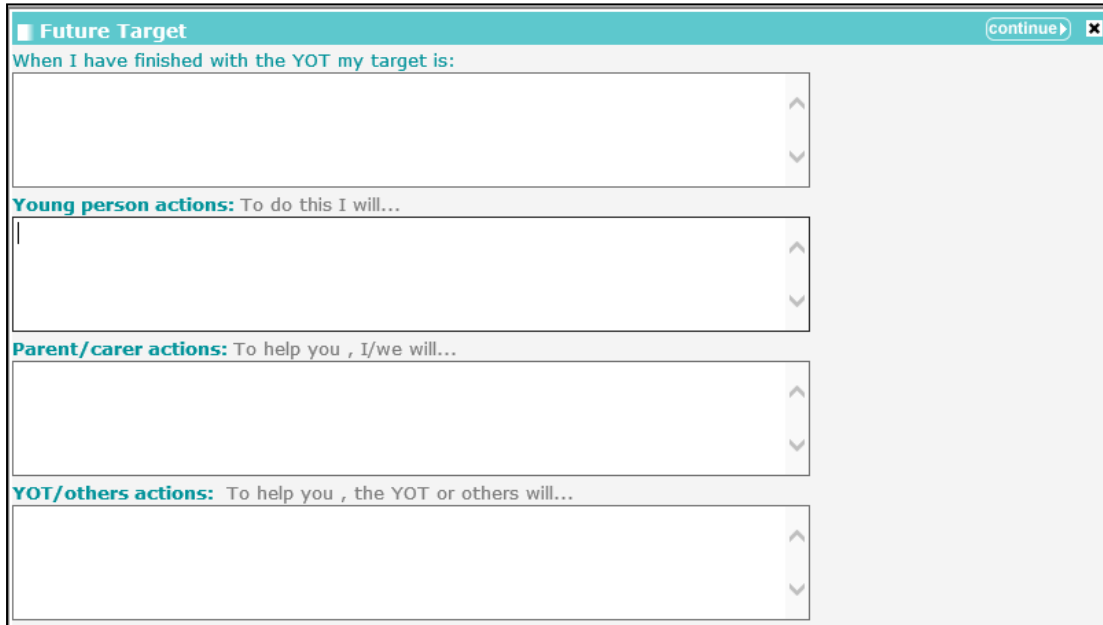 Future Target
continue
When I have finished with the YOT my target is:
Young person actions: To do this I will...
Parent/carer actions: To help you , I/we will...
YOT/others actions: To help you , the YOT or others will...